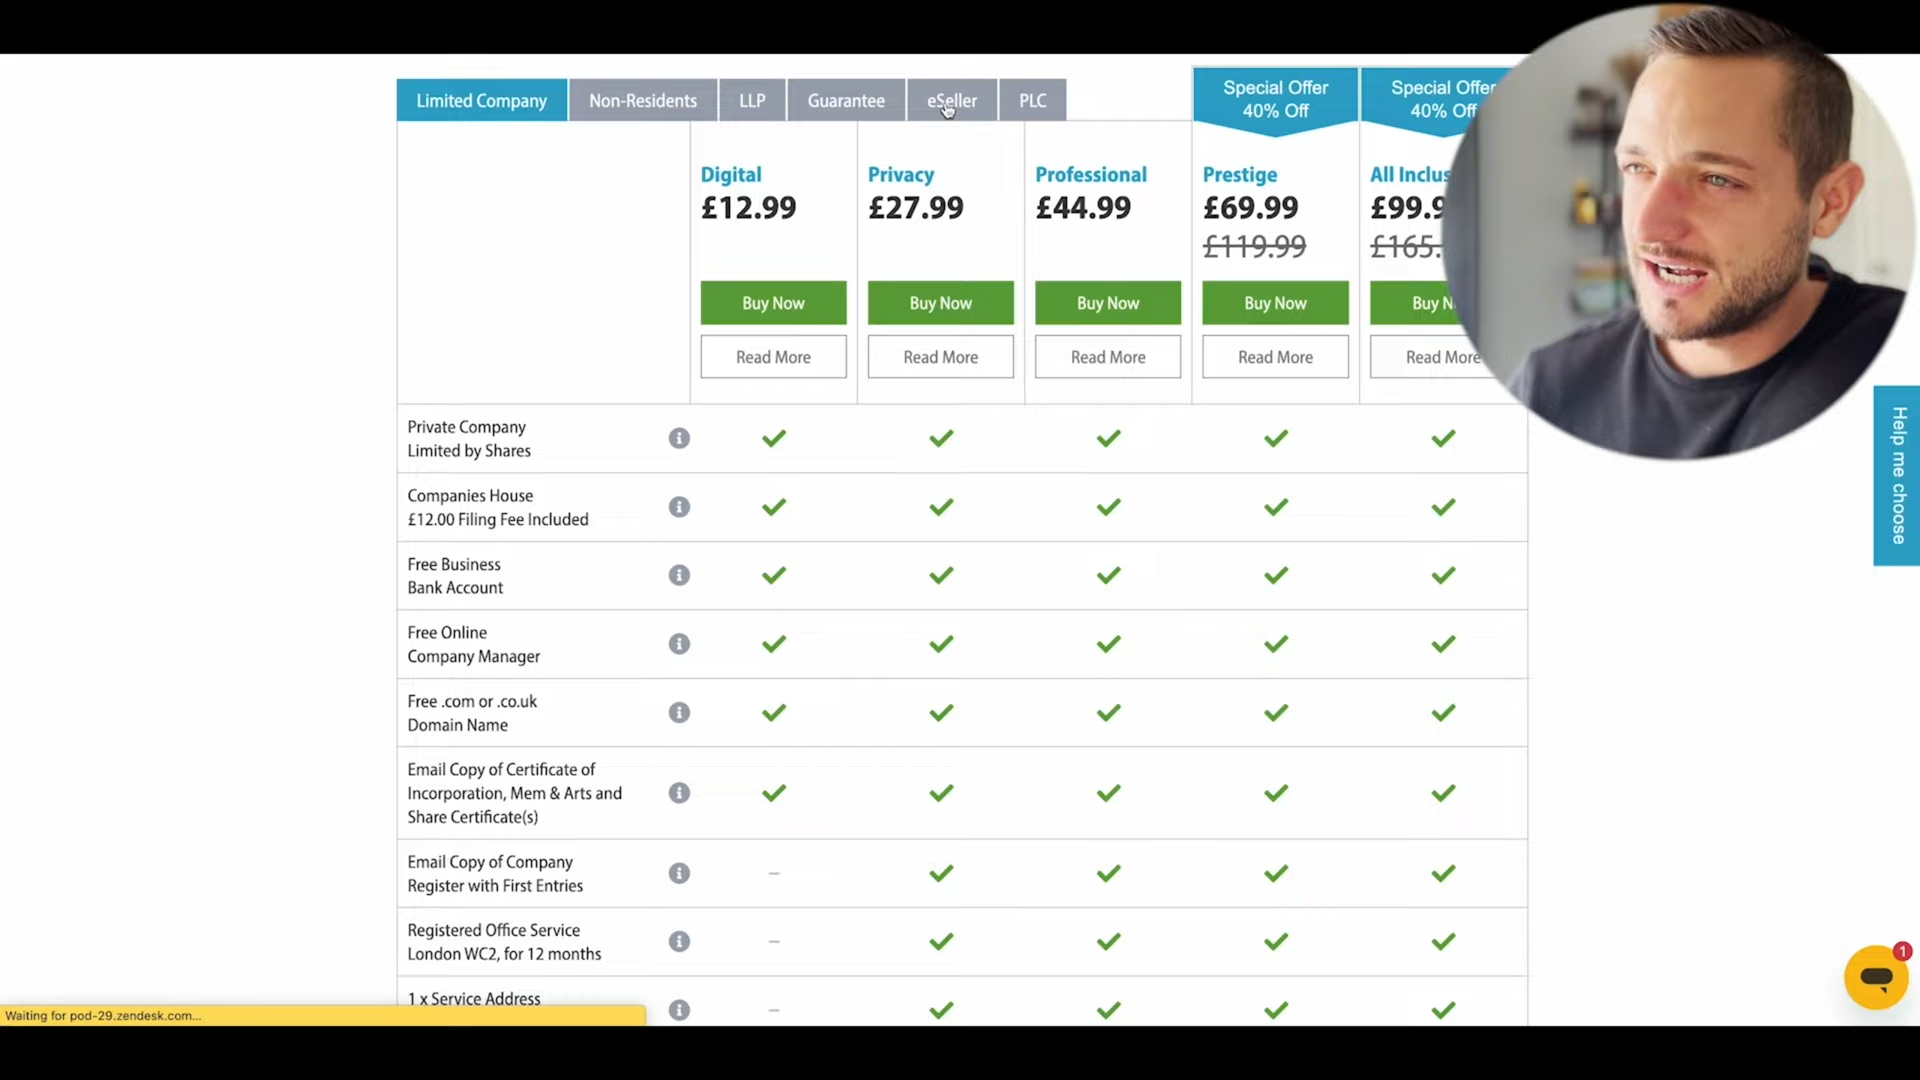 Limited Company
Non-Residents
LLP
Guarantee
eSeller
PLC
Special Offer
40% Off
Special Offer
40% Off
Digital
£12.99
Privacy
£27.99
Professional
£44.99
Prestige
£69.99
£119.99
All Inclus
£99.9
£165.
Buy Now
Buy Now
Buy Now
Buy Now
Buy N
Read More
Read More
Read More
Read More
Read More
Private Company
Limited by Shares
Companies House
£12.00 Filing Fee Included
Free Business
Bank Account
Free Online
Company Manager
Free .com or .co.uk
Domain Name
Email Copy of Certificate of
Incorporation, Mem & Arts and
Share Certificate(s)
Email Copy of Company
Register with First Entries
Registered Office Service
London WC2, for 12 months
1 x Service Address
Help me choose
1
Waiting for pod-29.zendesk.com...